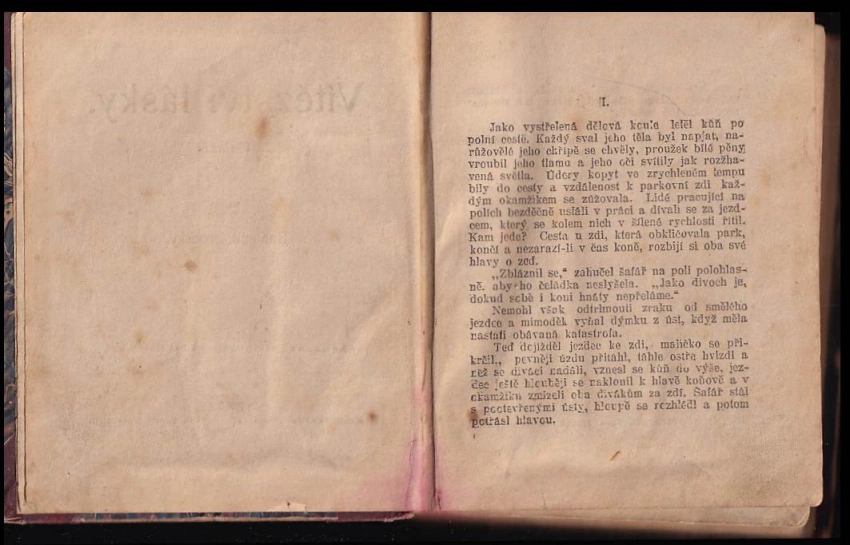 Vítězství lásky.
II.
Jako vystřelená dělová koule letěl kůň po
polní cestě. Každý sval jeho těla byl napjat, na-
růžovělé jeho chřípě se chvěly, proužek bílé pěny
vroubil jeho tlamu a jeho oči svítily jak rozžha-
vená světla. Údery kopyt ve zrychleném tempu
bily do cesty a vzdálenost k parkovní zdi kaž-
dým okamžikem se zúžovala. Lidé pracující na
polích bezděčně ustáli v práci a dívali se za jezd-
cem, který se kolem nich v šílené rychlosti řítil.
Kam jede? Cesta u zdi, která obkličovala park,
končí a nezarazí-li v čas koně, rozbijí si oba své
hlavy o zeď.
„Zbláznil se,“ zahučel šafář na poli polohlas-
ně, aby ho čeládka neslyšela. „Jako divoch je,
dokud sobě i koni hnáty nepřeláme.“
Nemohl však odtrhnouti zraku od smělého
jezdce a mimoděk vyňal dýmku z úst, když měla
nastati obávaná katastrofa.
Teď dojížděl jezdec ke zdi, maličko se při-
krčil, pevněji uzdu přitáhl, táhle ostře hvizdl a
než se diváci nadáli, vznesl se kůň do výše, jez-
dec ještě hlouběji se naklonil k hlavě koňově a v
okamžiku zmizeli oba divákům za zdí. Šafář stál
s pootevřenými ústy, hloupě se rozhlédl a potom
potřásl hlavou.